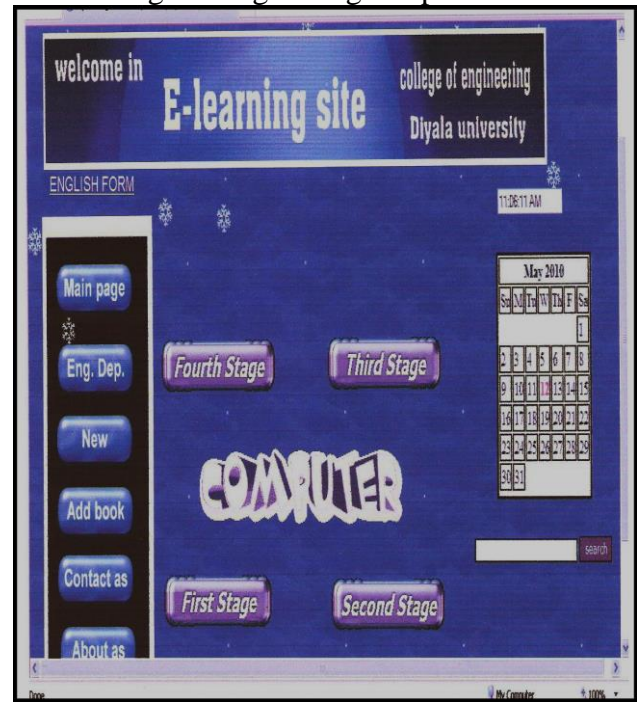 welcome in
E-learning site
college of engineering
Diyala university
ENGLISH FORM
11:08:11 AM
Main page
Eng. Dep.
New
Add book
Contact as
About as
Fourth Stage
Third Stage
COMPUTER
First Stage
Second Stage
May 2010
Su M Tu W Th F Sa
1
2 3 4 5 6 7 8
9 10 11 12 13 14 15
16 17 18 19 20 21 22
23 24 25 26 27 28 29
30 31
search
Done
My Computer
100%